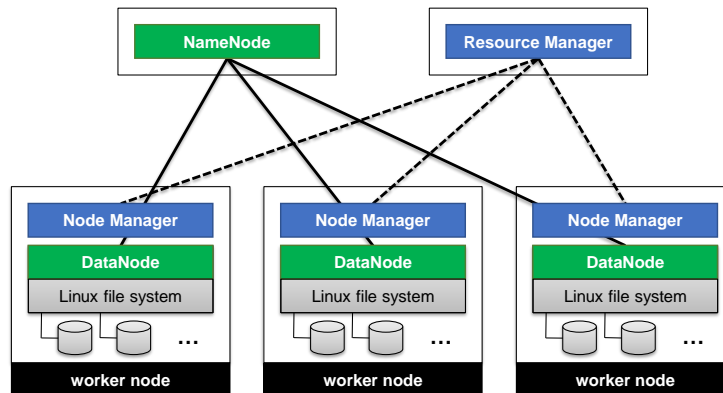 NameNode
Resource Manager
Node Manager
Node Manager
Node Manager
DataNode
DataNode
DataNode
Linux file system
Linux file system
Linux file system
...
...
...
worker node
worker node
worker node